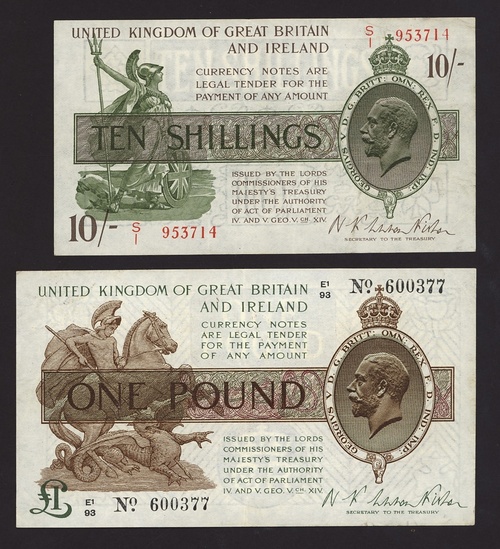 UNITED KINGDOM OF GREAT BRITAIN
AND IRELAND
S/1 953714
CURRENCY NOTES ARE
LEGAL TENDER FOR THE
PAYMENT OF ANY AMOUNT
10/-
GEORGIVS V D. G. BRITT: OMN: REX F. D. IND: IMP:
TEN SHILLINGS
ISSUED BY THE LORDS
COMMISSIONERS OF HIS
MAJESTY'S TREASURY
UNDER THE AUTHORITY
OF ACT OF PARLIAMENT
IV. AND V. GEO. V. CH. XIV.
10/- S/1 953714
SECRETARY TO THE TREASURY
UNITED KINGDOM OF GREAT BRITAIN
AND IRELAND
E1/93 No. 600377
CURRENCY NOTES
ARE LEGAL TENDER
FOR THE PAYMENT
OF ANY AMOUNT
GEORGIVS V D. G. BRITT: OMN: REX F. D. IND: IMP:
ONE POUND
ISSUED BY THE LORDS
COMMISSIONERS OF HIS
MAJESTY'S TREASURY
UNDER THE AUTHORITY
OF ACT OF PARLIAMENT
IV. AND V. GEO. V. CH. XIV.
£1 E1/93 No. 600377
SECRETARY TO THE TREASURY